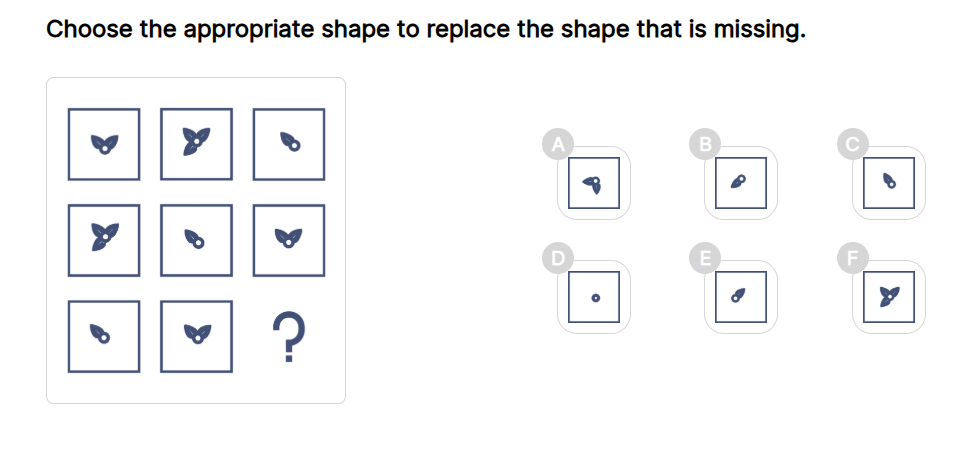 Choose the appropriate shape to replace the shape that is missing.
A B C
?
D E F